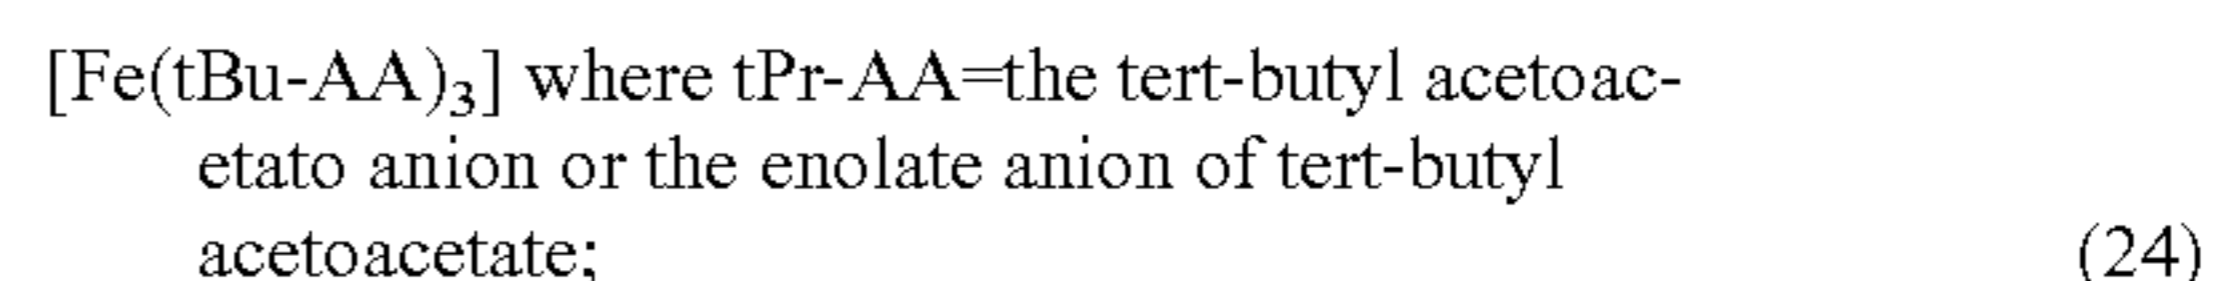 [Fe(tBu-AA)₃] where tPr-AA=the tert-butyl acetoac-
etato anion or the enolate anion of tert-butyl
acetoacetate; (24)